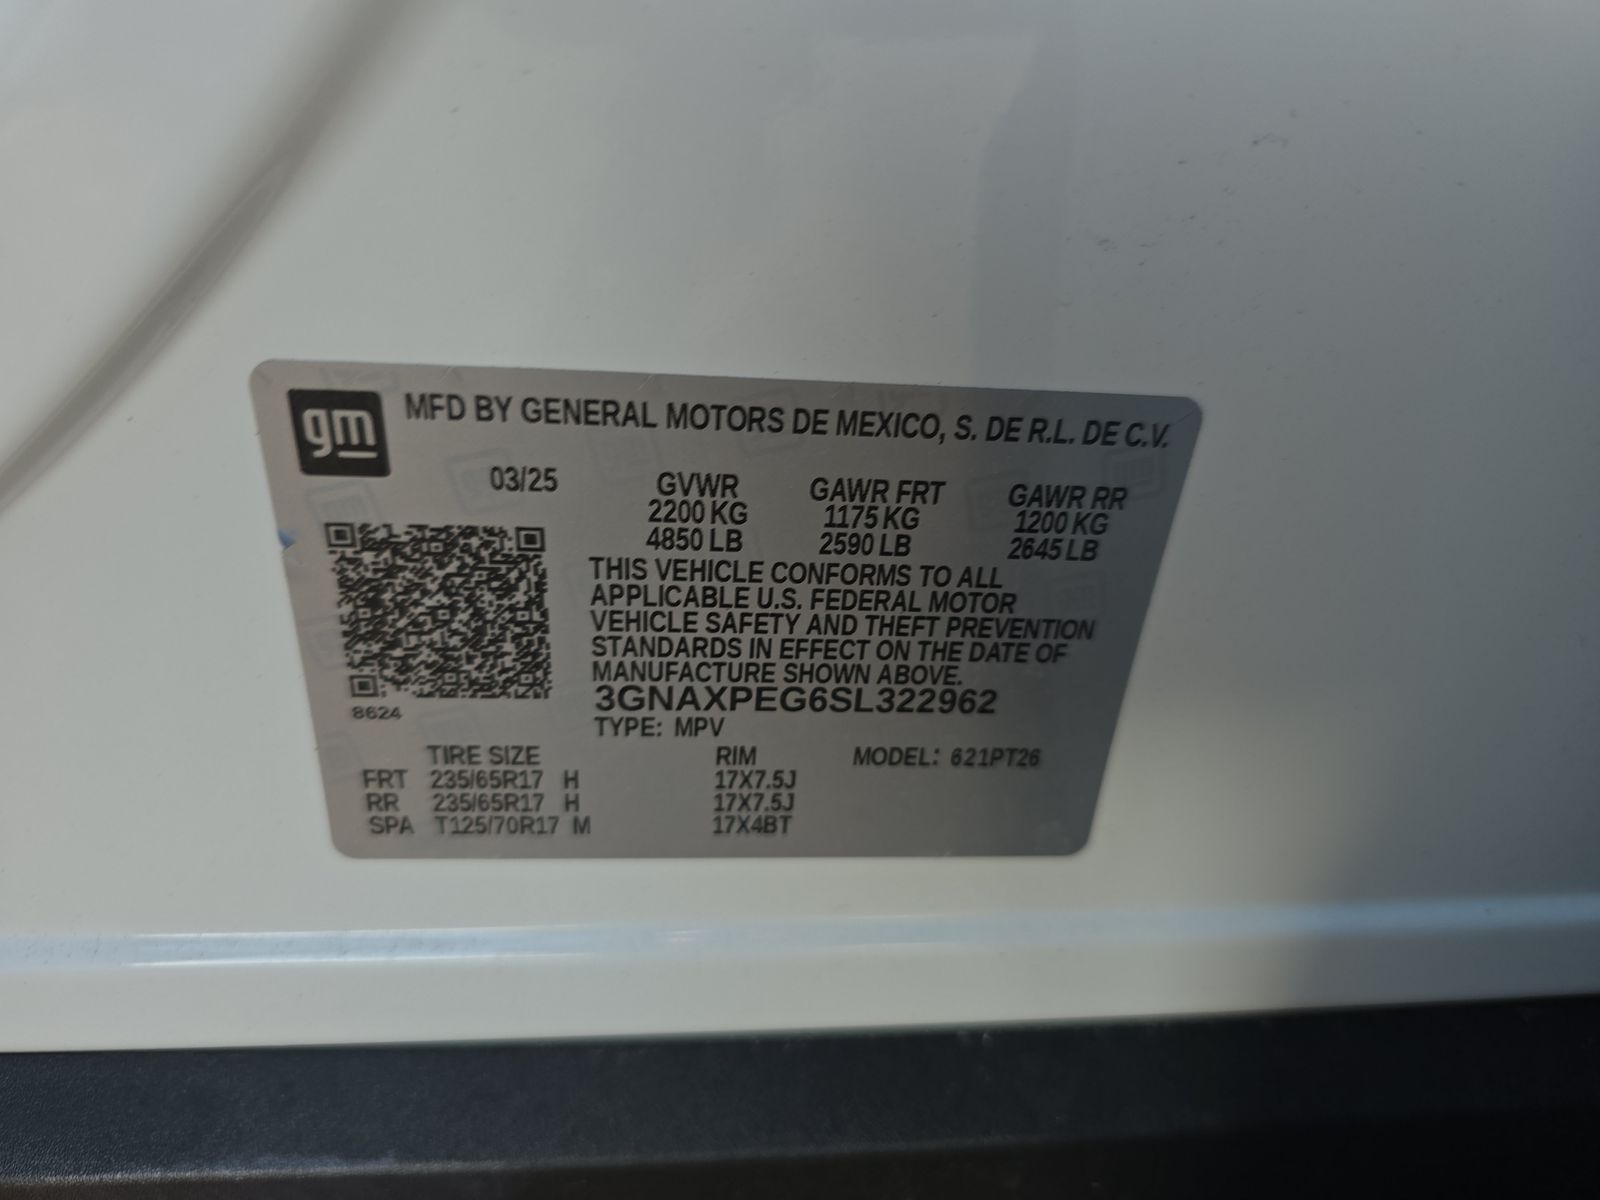 gm
MFD BY GENERAL MOTORS DE MEXICO, S. DE R.L. DE C.V.
03/25 GVWR GAWR FRT GAWR RR
2200 KG 1175 KG 1200 KG
4850 LB 2590 LB 2645 LB
THIS VEHICLE CONFORMS TO ALL
APPLICABLE U.S. FEDERAL MOTOR
VEHICLE SAFETY AND THEFT PREVENTION
STANDARDS IN EFFECT ON THE DATE OF
MANUFACTURE SHOWN ABOVE.
3GNAXPEG6SL322962
8624
TYPE: MPV
TIRE SIZE RIM MODEL: 621PT26
FRT 235/65R17 H 17X7.5J
RR 235/65R17 H 17X7.5J
SPA T125/70R17 M 17X4BT